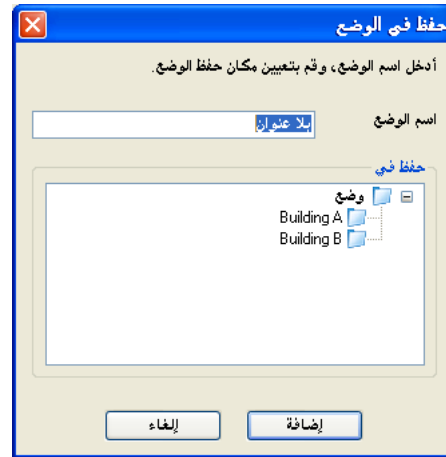 حفظ في الوضع
أدخل اسم الوضع، وقم بتعيين مكان حفظ الوضع.
اسم الوضع
بلا عنوان
حفظ في
وضع
Building A
Building B
إضافة
إلغاء